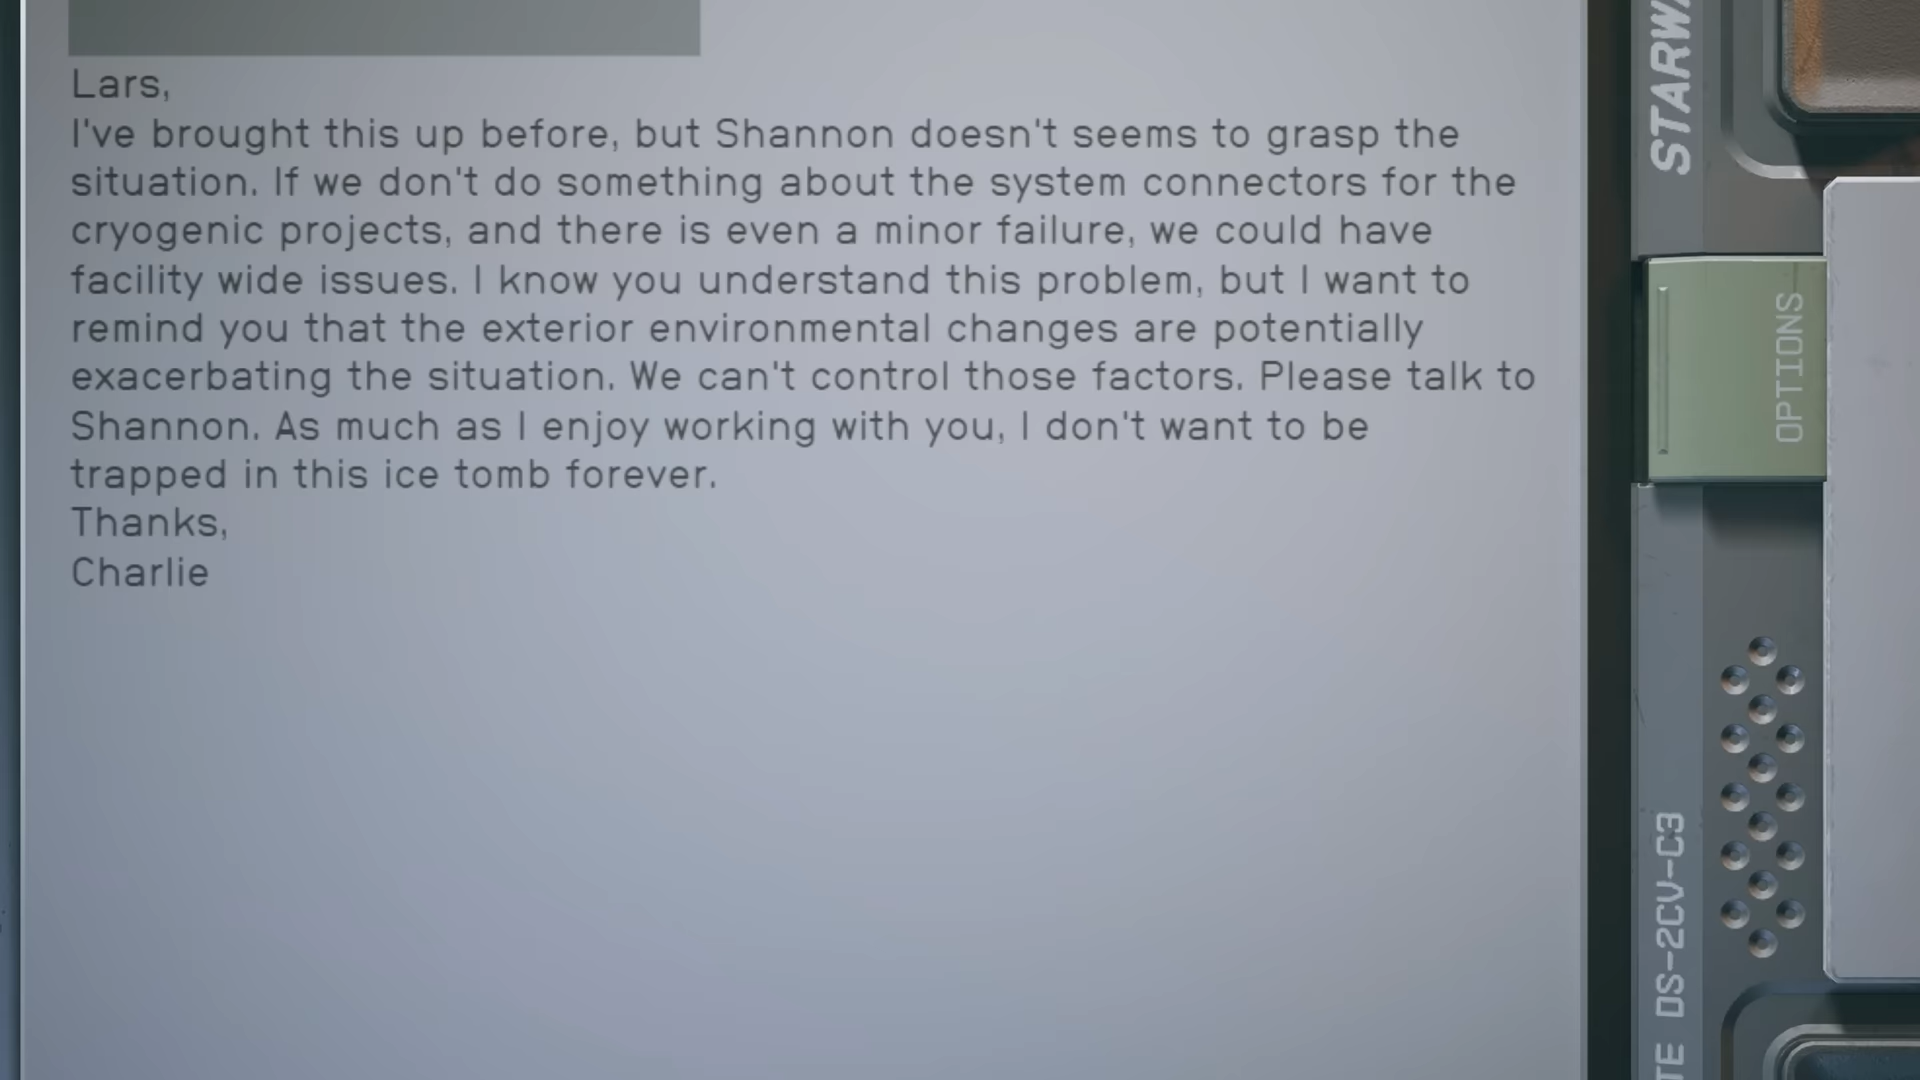 Lars,
I've brought this up before, but Shannon doesn't seems to grasp the
situation. If we don't do something about the system connectors for the
cryogenic projects, and there is even a minor failure, we could have
facility wide issues. I know you understand this problem, but I want to
remind you that the exterior environmental changes are potentially
exacerbating the situation. We can't control those factors. Please talk to
Shannon. As much as I enjoy working with you, I don't want to be
trapped in this ice tomb forever.
Thanks,
Charlie
OPTIONS
DS-2CV-C3